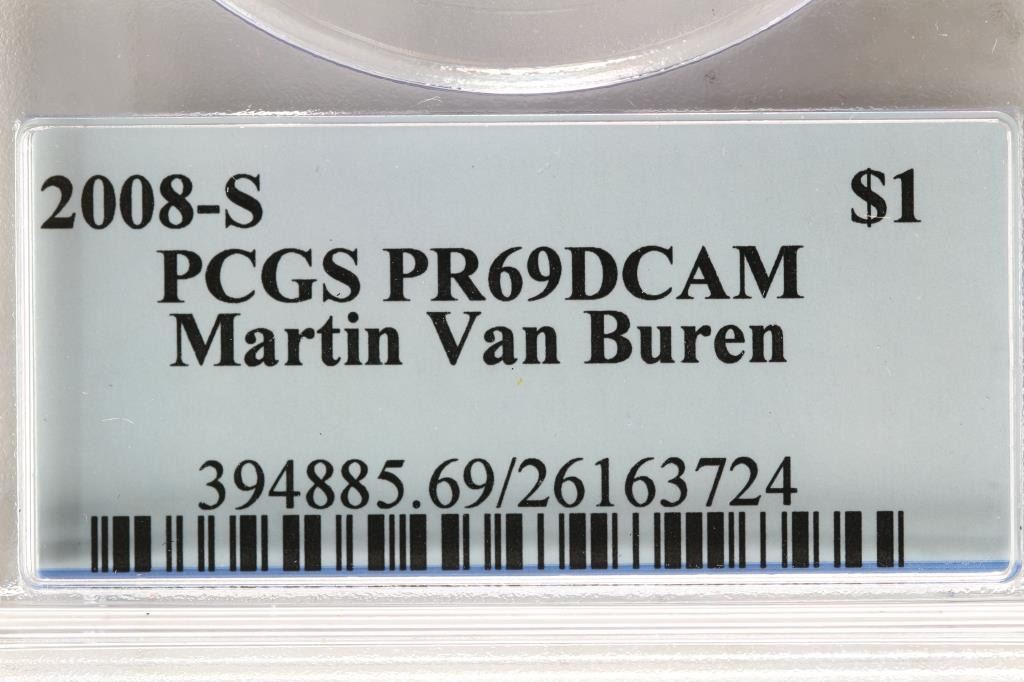 2008-S $1
PCGS PR69DCAM
Martin Van Buren
394885.69/26163724